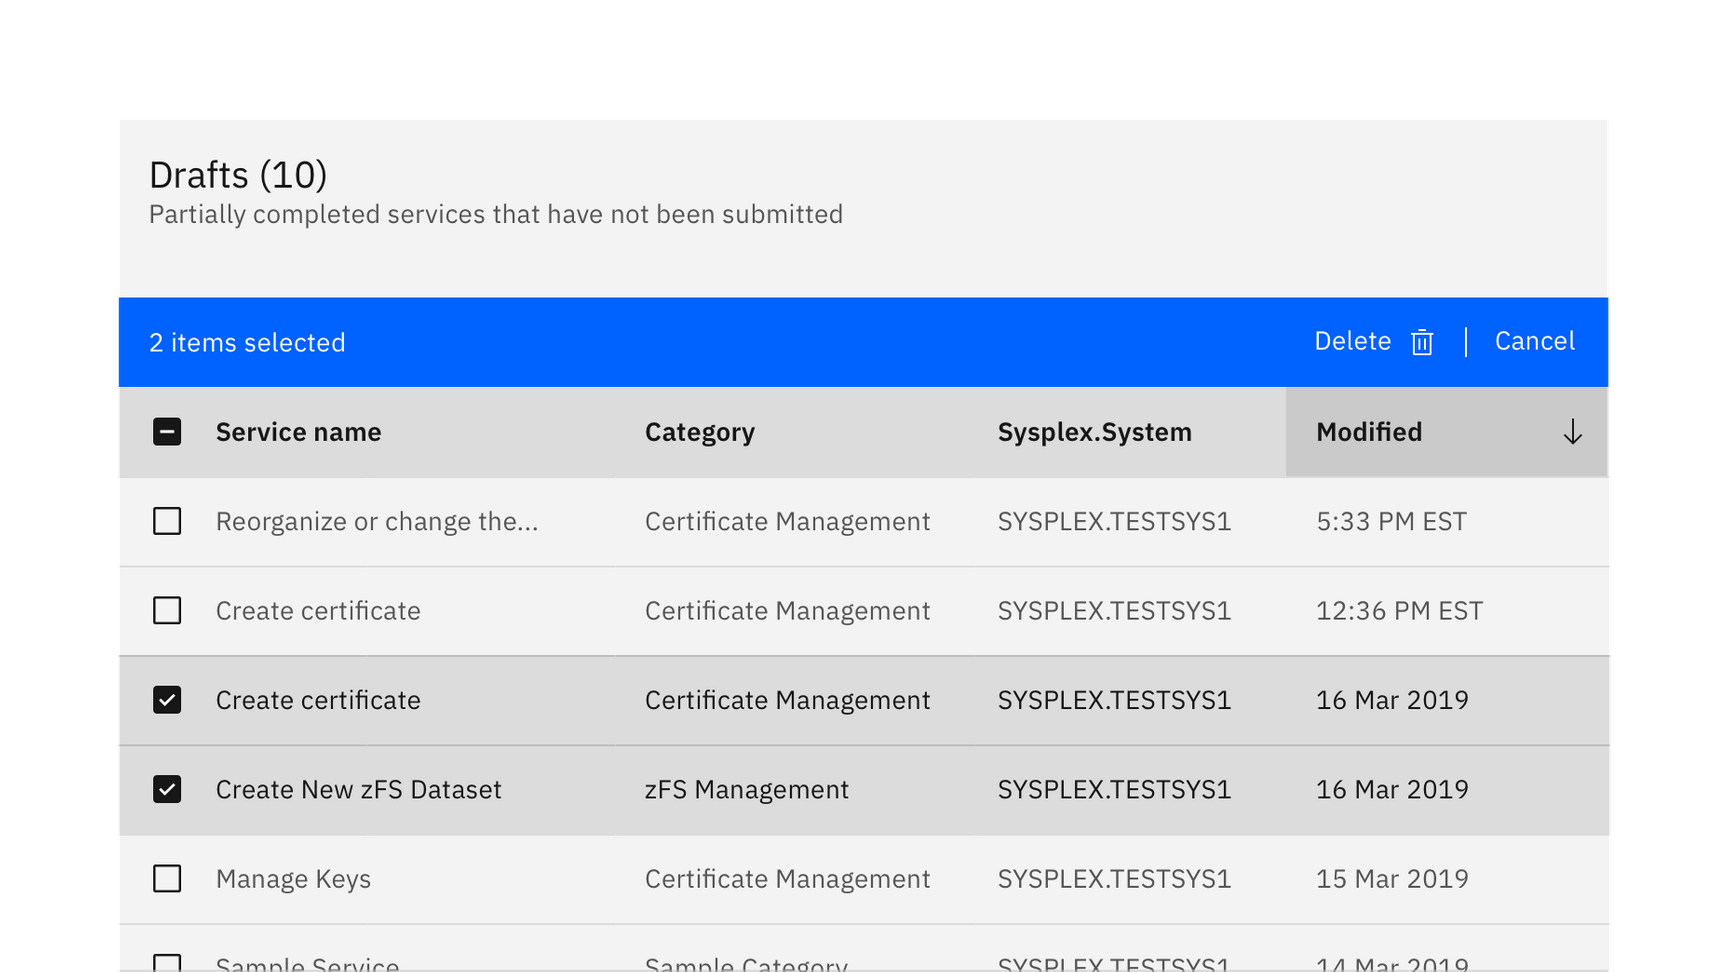 Drafts (10)
Partially completed services that have not been submitted
2 items selected Delete Cancel
Service name Category Sysplex.System Modified
Reorganize or change the... Certificate Management SYSPLEX.TESTSYS1 5:33 PM EST
Create certificate Certificate Management SYSPLEX.TESTSYS1 12:36 PM EST
Create certificate Certificate Management SYSPLEX.TESTSYS1 16 Mar 2019
Create New zFS Dataset zFS Management SYSPLEX.TESTSYS1 16 Mar 2019
Manage Keys Certificate Management SYSPLEX.TESTSYS1 15 Mar 2019
Sample Service Sample Category SYSPLEX.TESTSYS1 14 Mar 2019